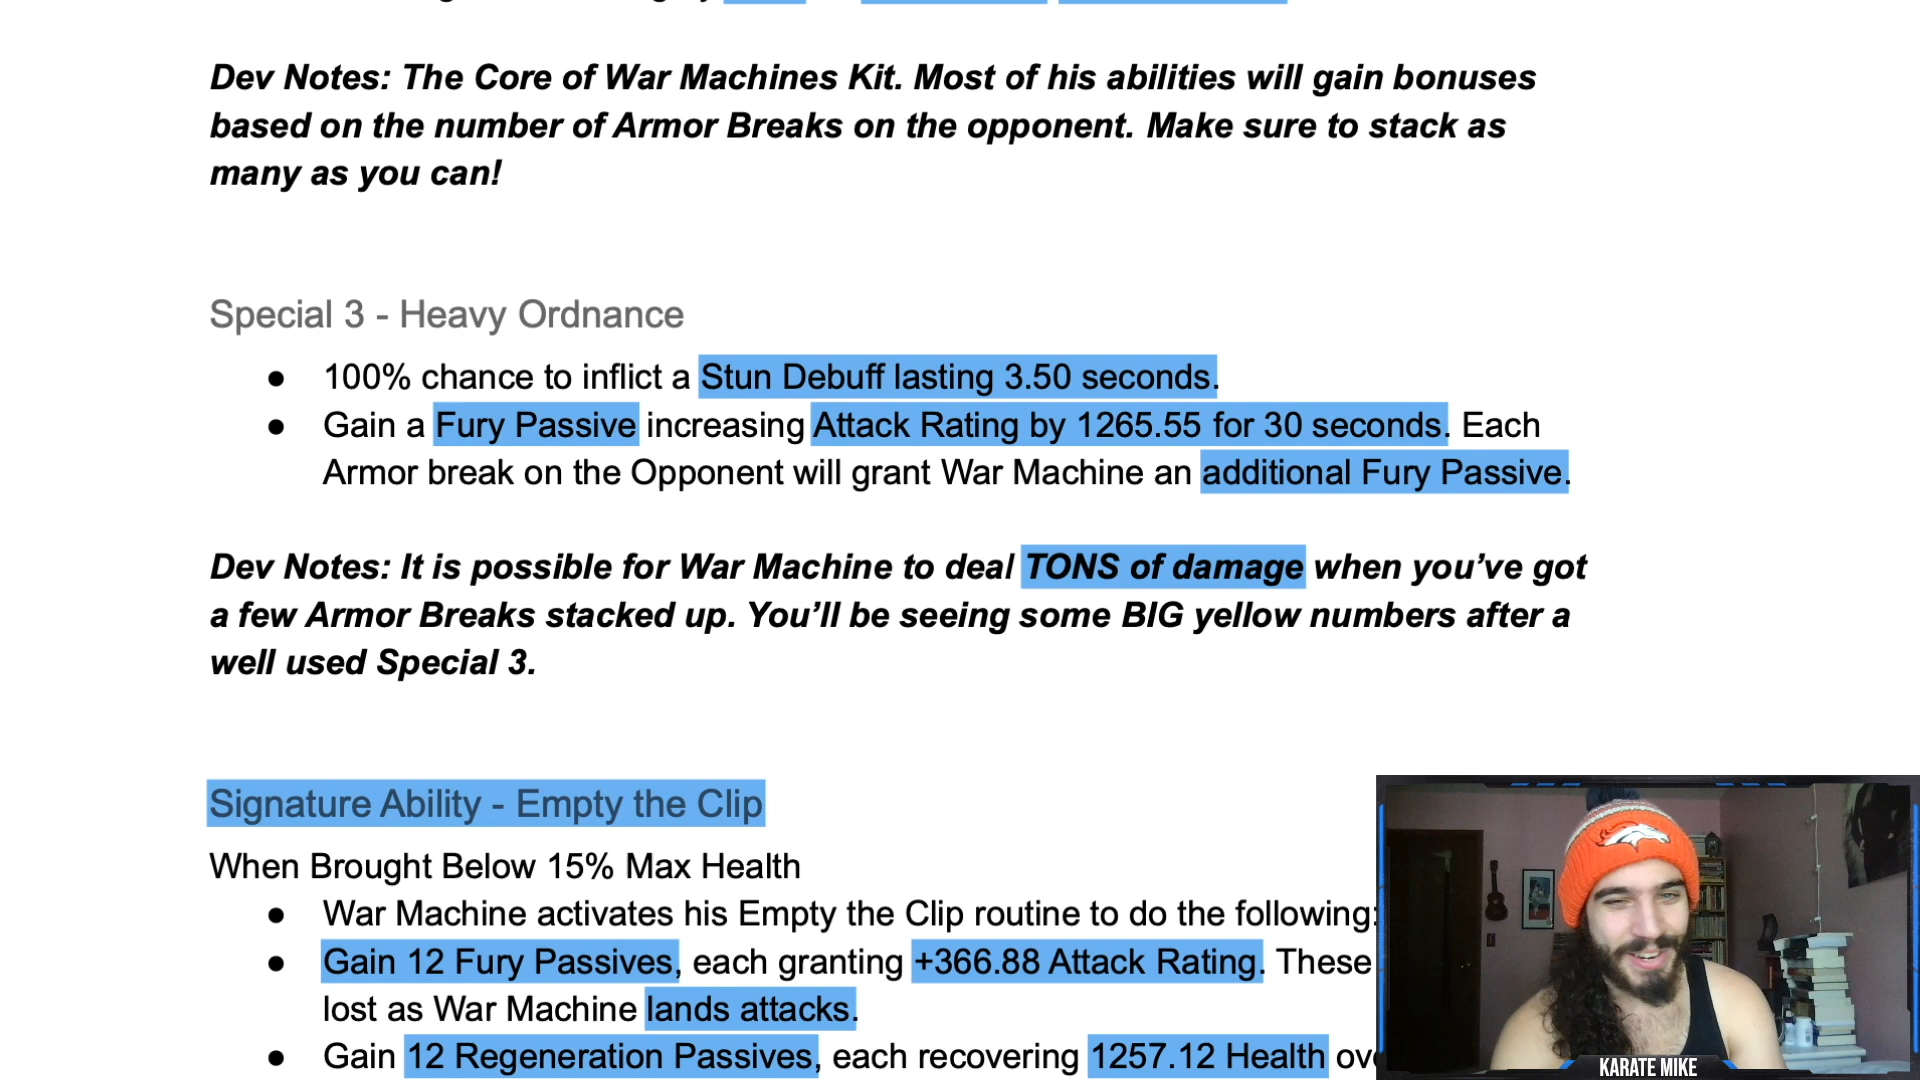 Dev Notes: The Core of War Machines Kit. Most of his abilities will gain bonuses
based on the number of Armor Breaks on the opponent. Make sure to stack as
many as you can!
Special 3 - Heavy Ordnance
● 100% chance to inflict a Stun Debuff lasting 3.50 seconds.
● Gain a Fury Passive increasing Attack Rating by 1265.55 for 30 seconds. Each
Armor break on the Opponent will grant War Machine an additional Fury Passive.
Dev Notes: It is possible for War Machine to deal TONS of damage when you’ve got
a few Armor Breaks stacked up. You’ll be seeing some BIG yellow numbers after a
well used Special 3.
Signature Ability - Empty the Clip
When Brought Below 15% Max Health
● War Machine activates his Empty the Clip routine to do the following:
● Gain 12 Fury Passives, each granting +366.88 Attack Rating. These
lost as War Machine lands attacks.
● Gain 12 Regeneration Passives, each recovering 1257.12 Health
KARATE MIKE